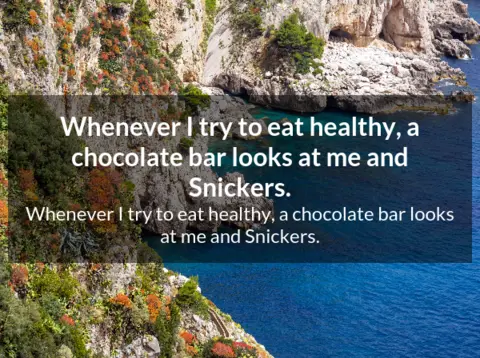 Whenever I try to eat healthy, a
chocolate bar looks at me and
Snickers.
Whenever I try to eat healthy, a chocolate bar looks
at me and Snickers.